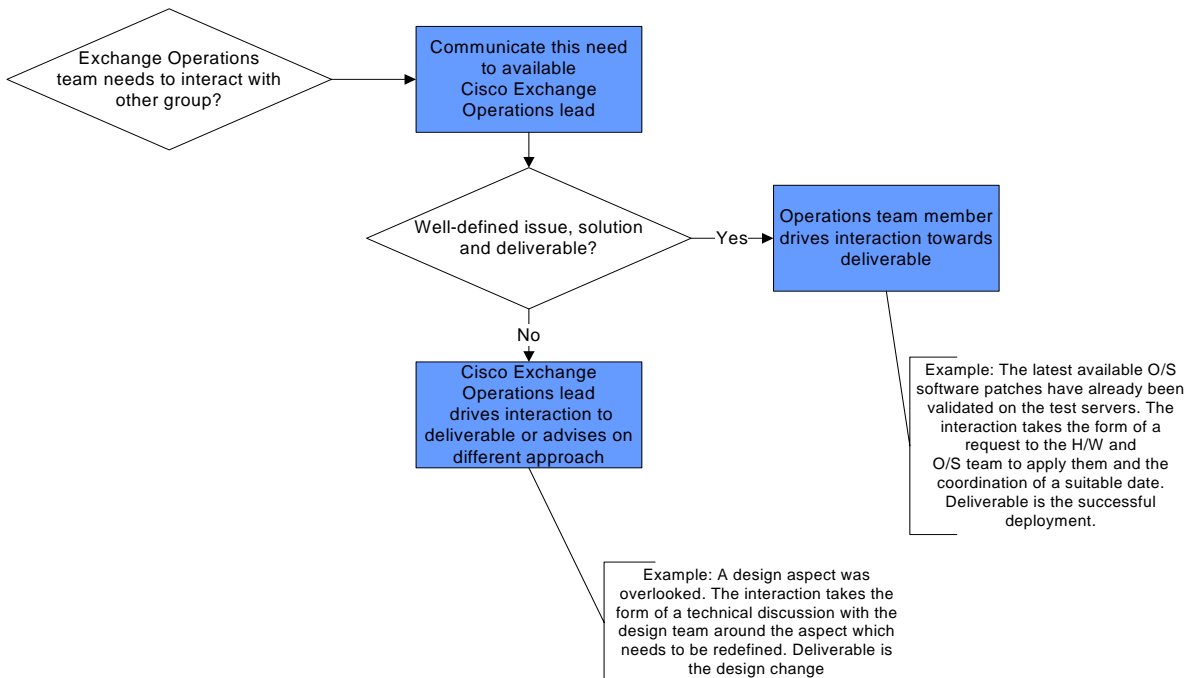 Exchange Operations
team needs to interact with
other group?
Communicate this need
to available
Cisco Exchange
Operations lead
Well-defined issue, solution
and deliverable?
Yes
Operations team member
drives interaction towards
deliverable
No
Cisco Exchange
Operations lead
drives interaction to
deliverable or advises on
different approach
Example: The latest available O/S
software patches have already been
validated on the test servers. The
interaction takes the form of a
request to the H/W and
O/S team to apply them and the
coordination of a suitable date.
Deliverable is the successful
deployment.
Example: A design aspect was
overlooked. The interaction takes the
form of a technical discussion with the
design team around the aspect which
needs to be redefined. Deliverable is
the design change